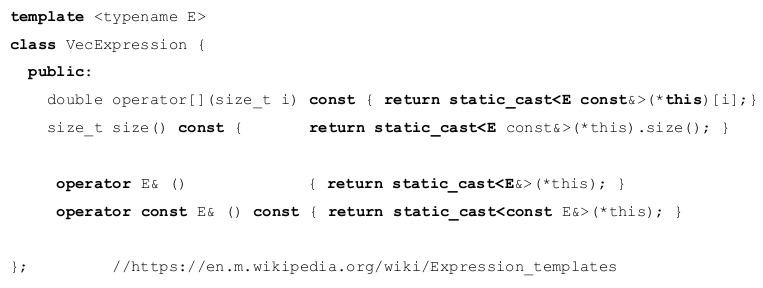 template <typename E>
class VecExpression {
public:
double operator[](size_t i) const { return static_cast<E const&>(*this)[i];}
size_t size() const { return static_cast<E const&>(*this).size(); }
operator E& () { return static_cast<E&>(*this); }
operator const E& () const { return static_cast<const E&>(*this); }
}; //https://en.m.wikipedia.org/wiki/Expression_templates